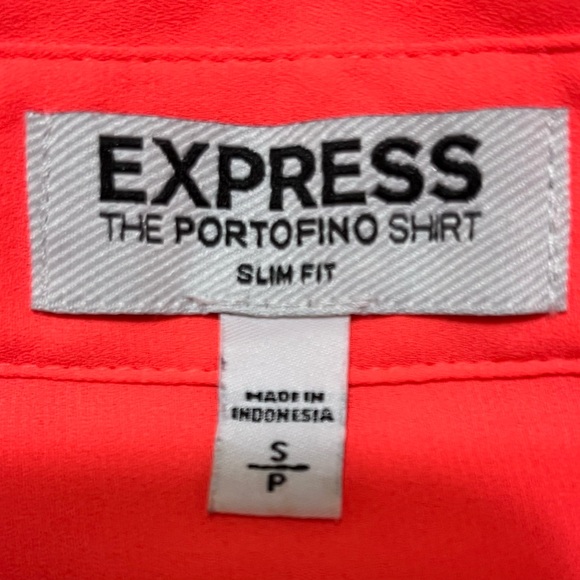 EXPRESS
THE PORTOFINO SHIRT
SLIM FIT
MADE IN
INDONESIA
S
P